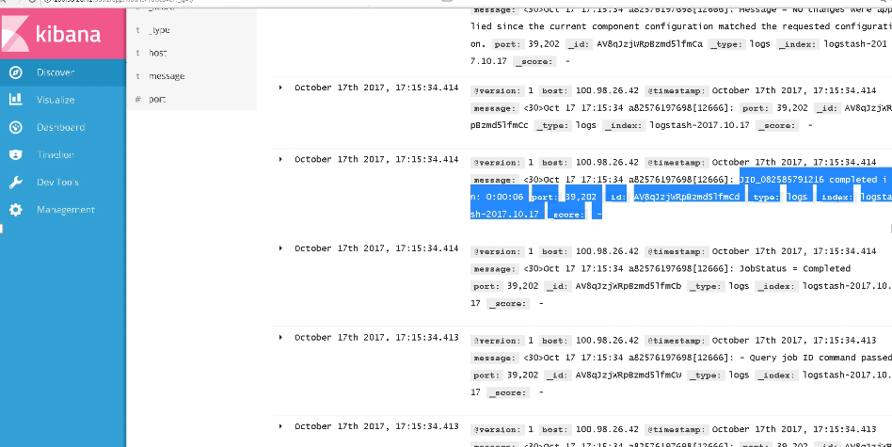 kibana
Discover
Visualize
Dashboard
Timelion
Dev Tools
Management
t _type
t host
t message
# port
message: <30>Oct 17 17:15:34 a82576197698[12666]: Message = No changes were app
lied since the current component configuration matched the requested configurati
on. port: 39,202 _id: AV8qJzjWRpBzmd5lfmCa _type: logs _index: logstash-201
7.10.17 _score: -
October 17th 2017, 17:15:34.414
@version: 1 host: 100.98.26.42 @timestamp: October 17th 2017, 17:15:34.414
message: <30>Oct 17 17:15:34 a82576197698[12666]: port: 39,202 _id: AV8qJzjWR
pBzmd5lfmCc _type: logs _index: logstash-2017.10.17 _score: -
October 17th 2017, 17:15:34.414
@version: 1 host: 100.98.26.42 @timestamp: October 17th 2017, 17:15:34.414
message: <30>Oct 17 17:15:34 a82576197698[12666]: JID_082585791216 completed i
n: 0:00:06 port: 39,202 _id: AV8qJzjWRpBzmd5lfmCd _type: logs _index: logsta
sh-2017.10.17 _score: -
October 17th 2017, 17:15:34.414
@version: 1 host: 100.98.26.42 @timestamp: October 17th 2017, 17:15:34.414
message: <30>Oct 17 17:15:34 a82576197698[12666]: JobStatus = Completed
port: 39,202 _id: AV8qJzjWRpBzmd5lfmCb _type: logs _index: logstash-2017.10.
17 _score: -
October 17th 2017, 17:15:34.413
@version: 1 host: 100.98.26.42 @timestamp: October 17th 2017, 17:15:34.413
message: <30>Oct 17 17:15:34 a82576197698[12666]: - Query job ID command passed
port: 39,202 _id: AV8qJzjWRpBzmd5lfmCW _type: logs _index: logstash-2017.10.
17 _score: -
October 17th 2017, 17:15:34.413
@version: 1 host: 100.98.26.42 @timestamp: October 17th 2017, 17:15:34.413